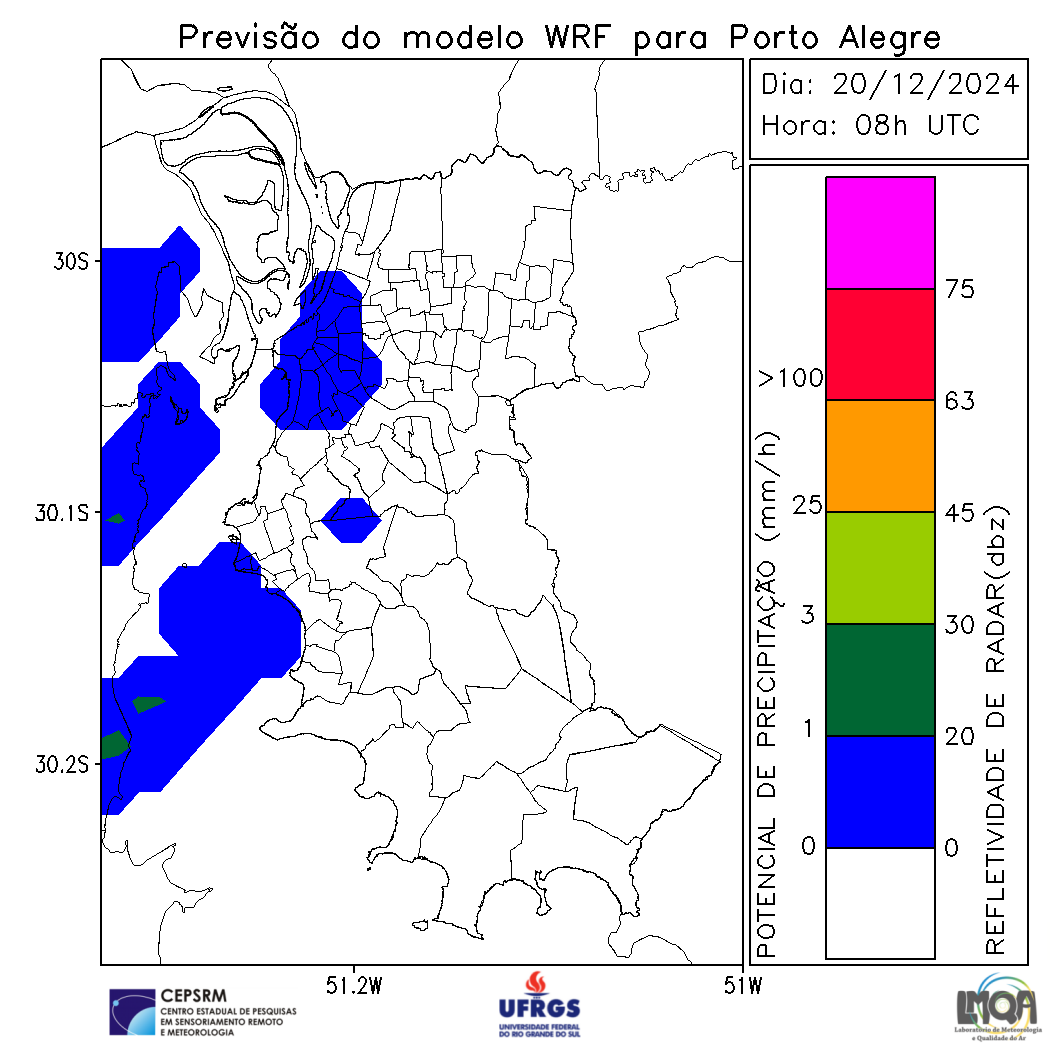 Previsão do modelo WRF para Porto Alegre
Dia: 20/12/2024
Hora: 08h UTC
30S
30.1S
30.2S
51.2W
51W
POTENCIAL DE PRECIPITAÇÃO (mm/h)
>100
25
3
1
0
75
63
45
30
20
0
REFLETIVIDADE DE RADAR(dbz)
CEPSRM
CENTRO ESTADUAL DE PESQUISAS
EM SENSORIAMENTO REMOTO
E METEOROLOGIA
UFRGS
UNIVERSIDADE FEDERAL
DO RIO GRANDE DO SUL
LMQA
Laboratório de Meteorologia
e Qualidade do Ar